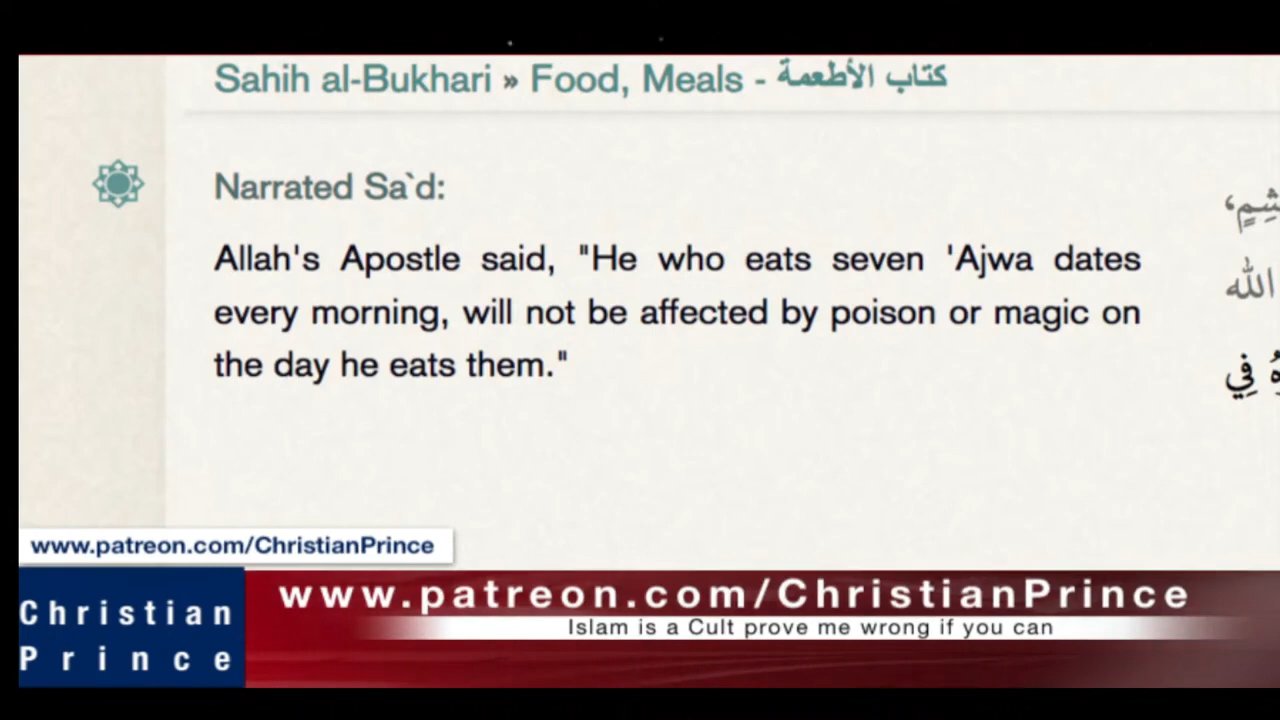 Sahih al-Bukhari » Food, Meals - كتاب الأطعمة
Narrated Sa`d:
Allah's Apostle said, "He who eats seven 'Ajwa dates
every morning, will not be affected by poison or magic on
the day he eats them."
الله
فِي
www.patreon.com/ChristianPrince
Christian
Prince
www.patreon.com/ChristianPrince
Islam is a Cult prove me wrong if you can